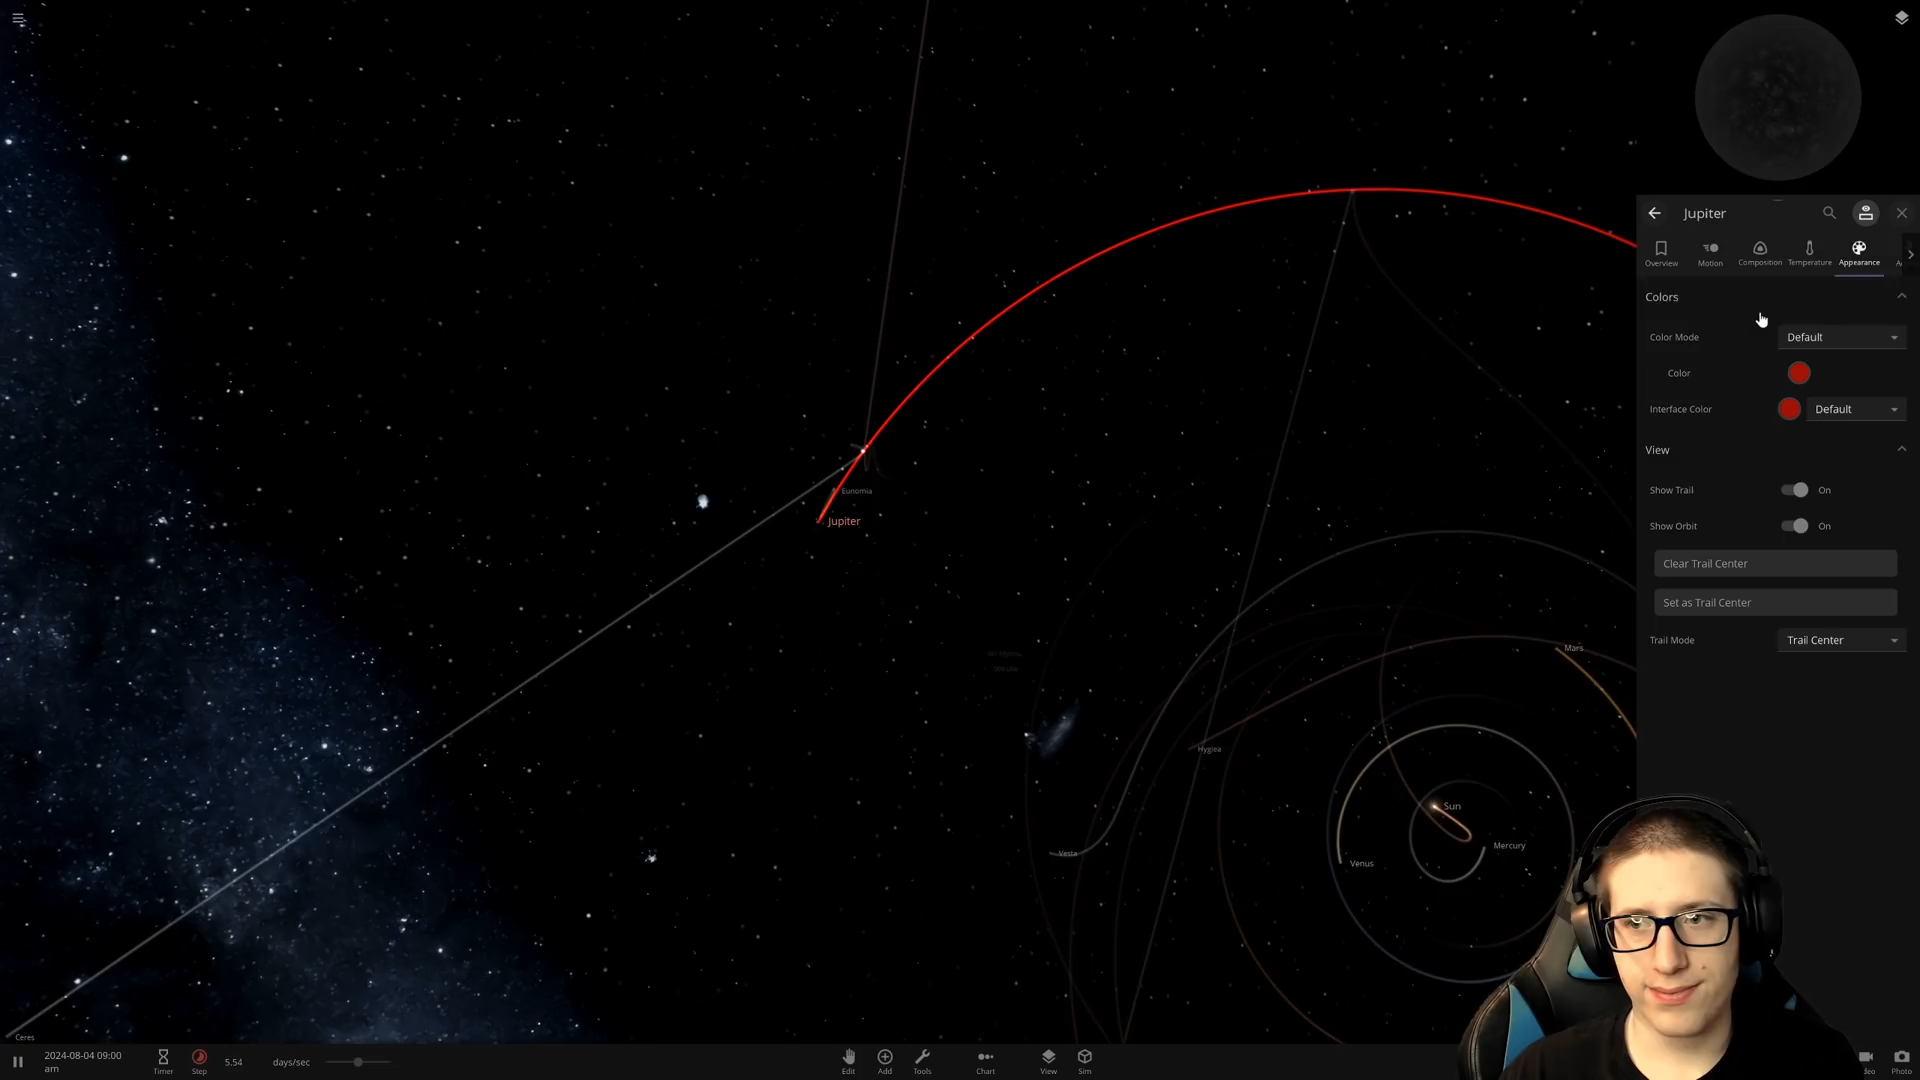 Jupiter
Overview
Motion
Composition
Temperature
Appearance
Colors
Color Mode
Default
Color
Interface Color
Default
View
Show Trail
On
Show Orbit
On
Clear Trail Center
Set as Trail Center
Trail Mode
Trail Center
Eunomia
Jupiter
Mars
Hygiea
Sun
Mercury
Vesta
Venus
Ceres
2024-08-04 09:00
am
Timer
Step
5.54
days/sec
Edit
Add
Tools
Chart
View
Sim
Photo